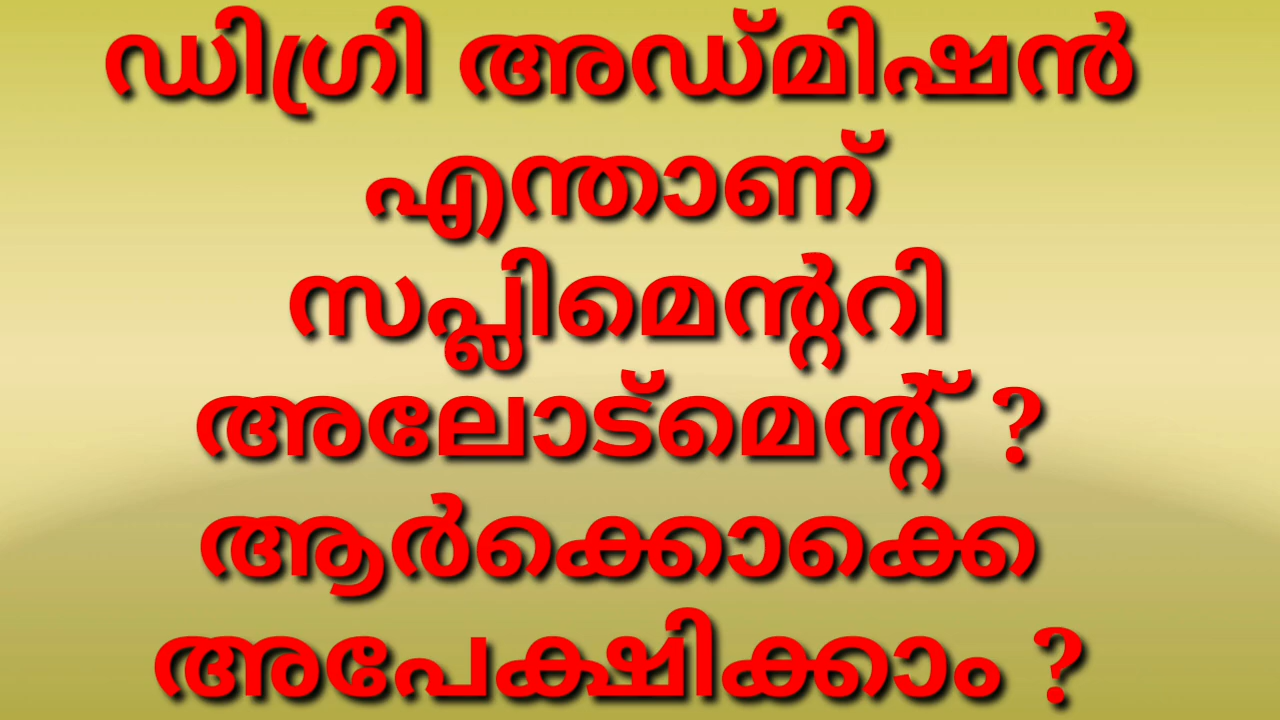 ഡിഗ്രി അഡ്മിഷൻ
എന്താണ്
സപ്ലിമെൻ്ററി
അലോട്മെൻ്റ് ?
ആർക്കൊക്കെ
അപേക്ഷിക്കാം ?